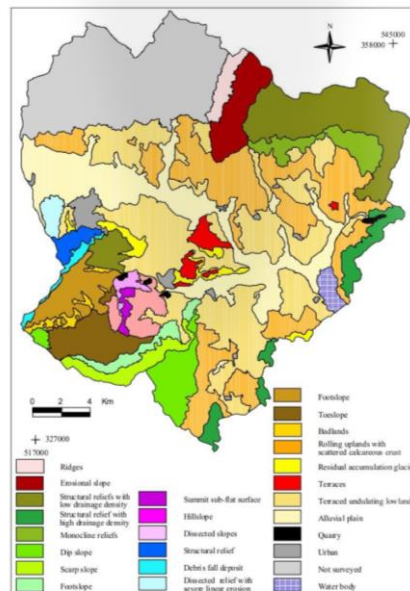 545000
358000
N
0 2 4 Km
327000
517000
Ridges
Erosional slope
Structural reliefs with
low drainage density
Structural relief with
high drainage density
Monocline reliefs
Dip slope
Scarp slope
Footslope
Summit sub-flat surface
Hillslope
Dissected slopes
Structural relief
Debris fall deposit
Dissected relief with
severe linear erosion
Footslope
Toeslope
Badlands
Rolling uplands with
scattered calcareous crust
Residual accumulation glacis
Terraces
Terraced undulating lowland
Alluvial plain
Quarry
Urban
Not surveyed
Water body